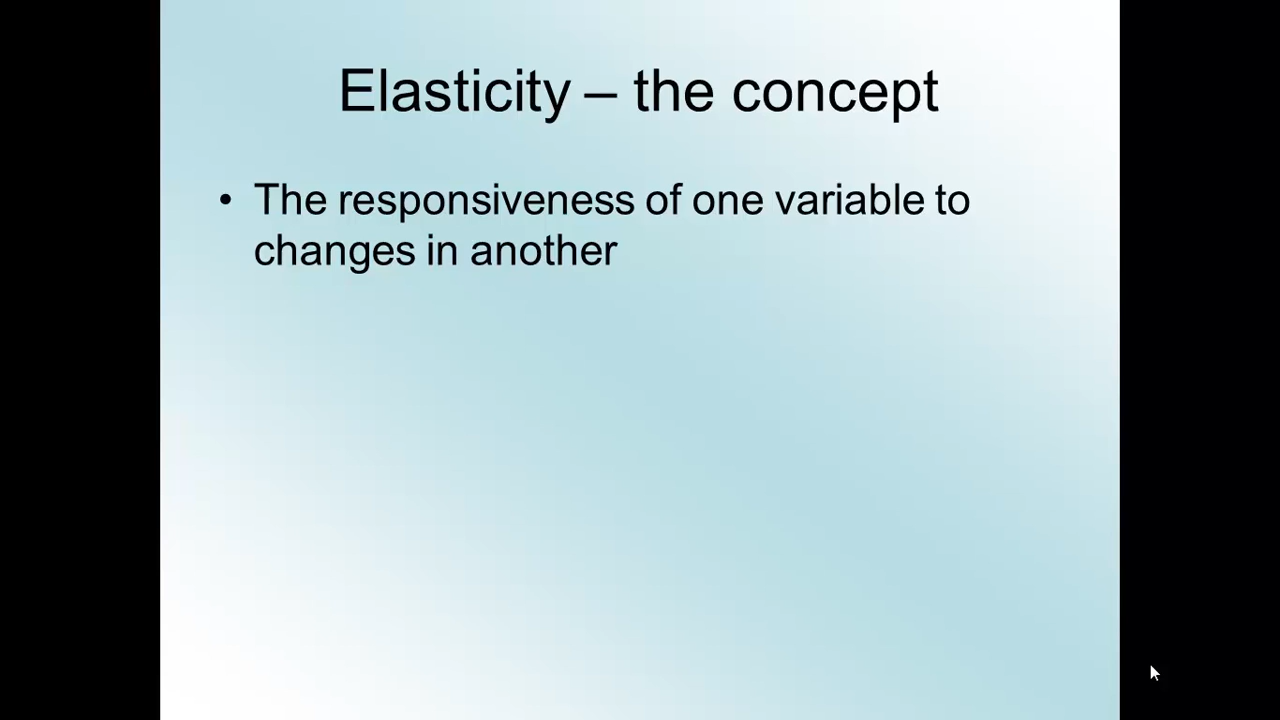 Elasticity – the concept
• The responsiveness of one variable to
changes in another